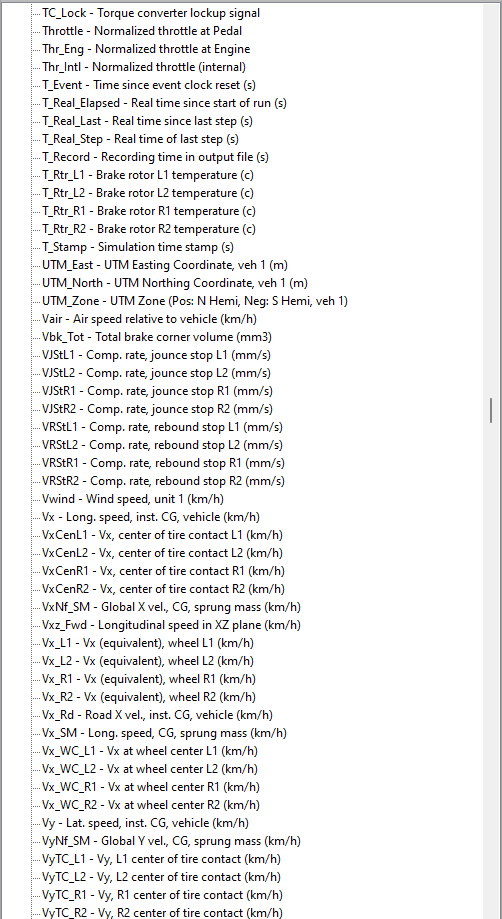 TC_Lock - Torque converter lockup signal
Throttle - Normalized throttle at Pedal
Thr_Eng - Normalized throttle at Engine
Thr_Intl - Normalized throttle (internal)
T_Event - Time since event clock reset (s)
T_Real_Elapsed - Real time since start of run (s)
T_Real_Last - Real time since last step (s)
T_Real_Step - Real time of last step (s)
T_Record - Recording time in output file (s)
T_Rtr_L1 - Brake rotor L1 temperature (c)
T_Rtr_L2 - Brake rotor L2 temperature (c)
T_Rtr_R1 - Brake rotor R1 temperature (c)
T_Rtr_R2 - Brake rotor R2 temperature (c)
T_Stamp - Simulation time stamp (s)
UTM_East - UTM Easting Coordinate, veh 1 (m)
UTM_North - UTM Northing Coordinate, veh 1 (m)
UTM_Zone - UTM Zone (Pos: N Hemi, Neg: S Hemi, veh 1)
Vair - Air speed relative to vehicle (km/h)
Vbk_Tot - Total brake corner volume (mm3)
VJStL1 - Comp. rate, jounce stop L1 (mm/s)
VJStL2 - Comp. rate, jounce stop L2 (mm/s)
VJStR1 - Comp. rate, jounce stop R1 (mm/s)
VJStR2 - Comp. rate, jounce stop R2 (mm/s)
VRStL1 - Comp. rate, rebound stop L1 (mm/s)
VRStL2 - Comp. rate, rebound stop L2 (mm/s)
VRStR1 - Comp. rate, rebound stop R1 (mm/s)
VRStR2 - Comp. rate, rebound stop R2 (mm/s)
Vwind - Wind speed, unit 1 (km/h)
Vx - Long. speed, inst. CG, vehicle (km/h)
VxCenL1 - Vx, center of tire contact L1 (km/h)
VxCenL2 - Vx, center of tire contact L2 (km/h)
VxCenR1 - Vx, center of tire contact R1 (km/h)
VxCenR2 - Vx, center of tire contact R2 (km/h)
VxNf_SM - Global X vel., CG, sprung mass (km/h)
Vxz_Fwd - Longitudinal speed in XZ plane (km/h)
Vx_L1 - Vx (equivalent), wheel L1 (km/h)
Vx_L2 - Vx (equivalent), wheel L2 (km/h)
Vx_R1 - Vx (equivalent), wheel R1 (km/h)
Vx_R2 - Vx (equivalent), wheel R2 (km/h)
Vx_Rd - Road X vel., inst. CG, vehicle (km/h)
Vx_SM - Long. speed, CG, sprung mass (km/h)
Vx_WC_L1 - Vx at wheel center L1 (km/h)
Vx_WC_L2 - Vx at wheel center L2 (km/h)
Vx_WC_R1 - Vx at wheel center R1 (km/h)
Vx_WC_R2 - Vx at wheel center R2 (km/h)
Vy - Lat. speed, inst. CG, vehicle (km/h)
VyNf_SM - Global Y vel., CG, sprung mass (km/h)
VyTC_L1 - Vy, L1 center of tire contact (km/h)
VyTC_L2 - Vy, L2 center of tire contact (km/h)
VyTC_R1 - Vy, R1 center of tire contact (km/h)
VyTC_R2 - Vy, R2 center of tire contact (km/h)